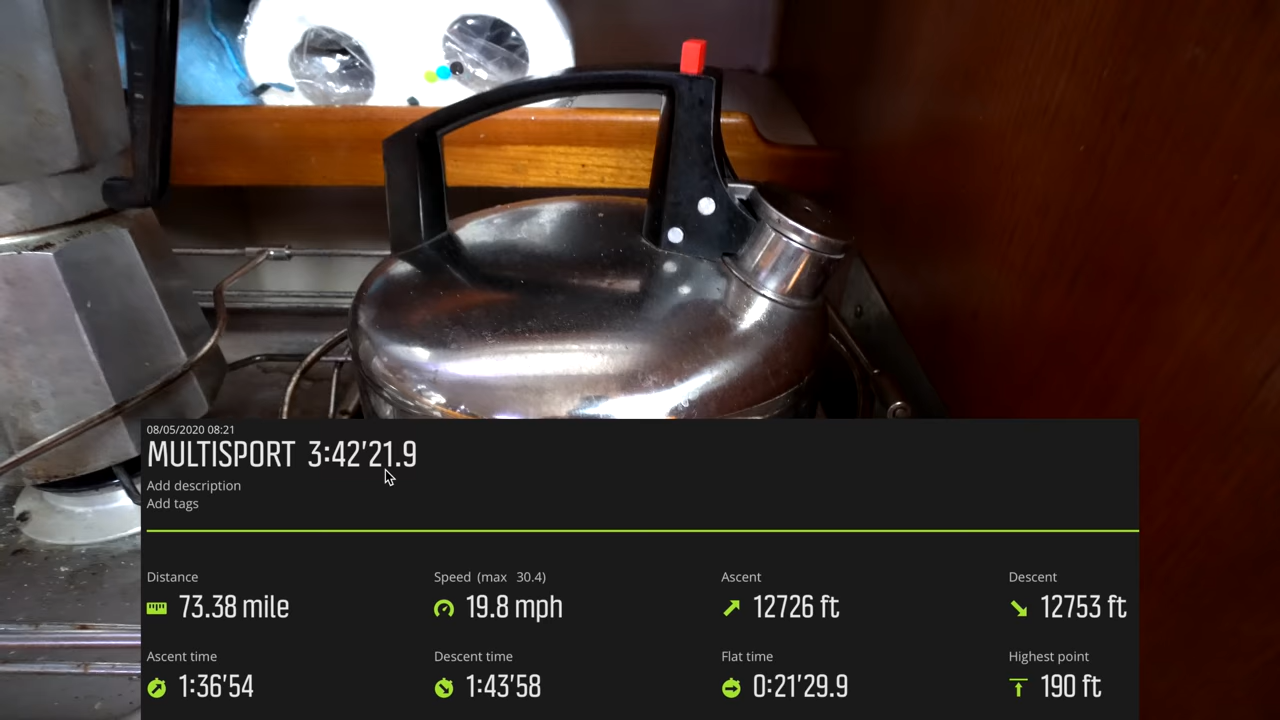 08/05/2020 08:21
MULTISPORT 3:42'21.9
Add description
Add tags
Distance Speed (max 30.4) Ascent Descent
73.38 mile 19.8 mph 12726 ft 12753 ft
Ascent time Descent time Flat time Highest point
1:36'54 1:43'58 0:21'29.9 190 ft